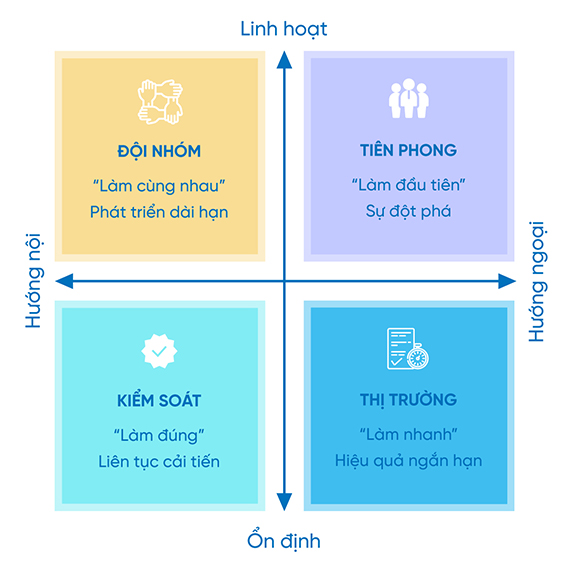 Linh hoạt
ĐỘI NHÓM
“Làm cùng nhau”
Phát triển dài hạn
TIÊN PHONG
“Làm đầu tiên”
Sự đột phá
Hướng nội
Hướng ngoại
KIỂM SOÁT
“Làm đúng”
Liên tục cải tiến
THỊ TRƯỜNG
“Làm nhanh”
Hiệu quả ngắn hạn
Ổn định